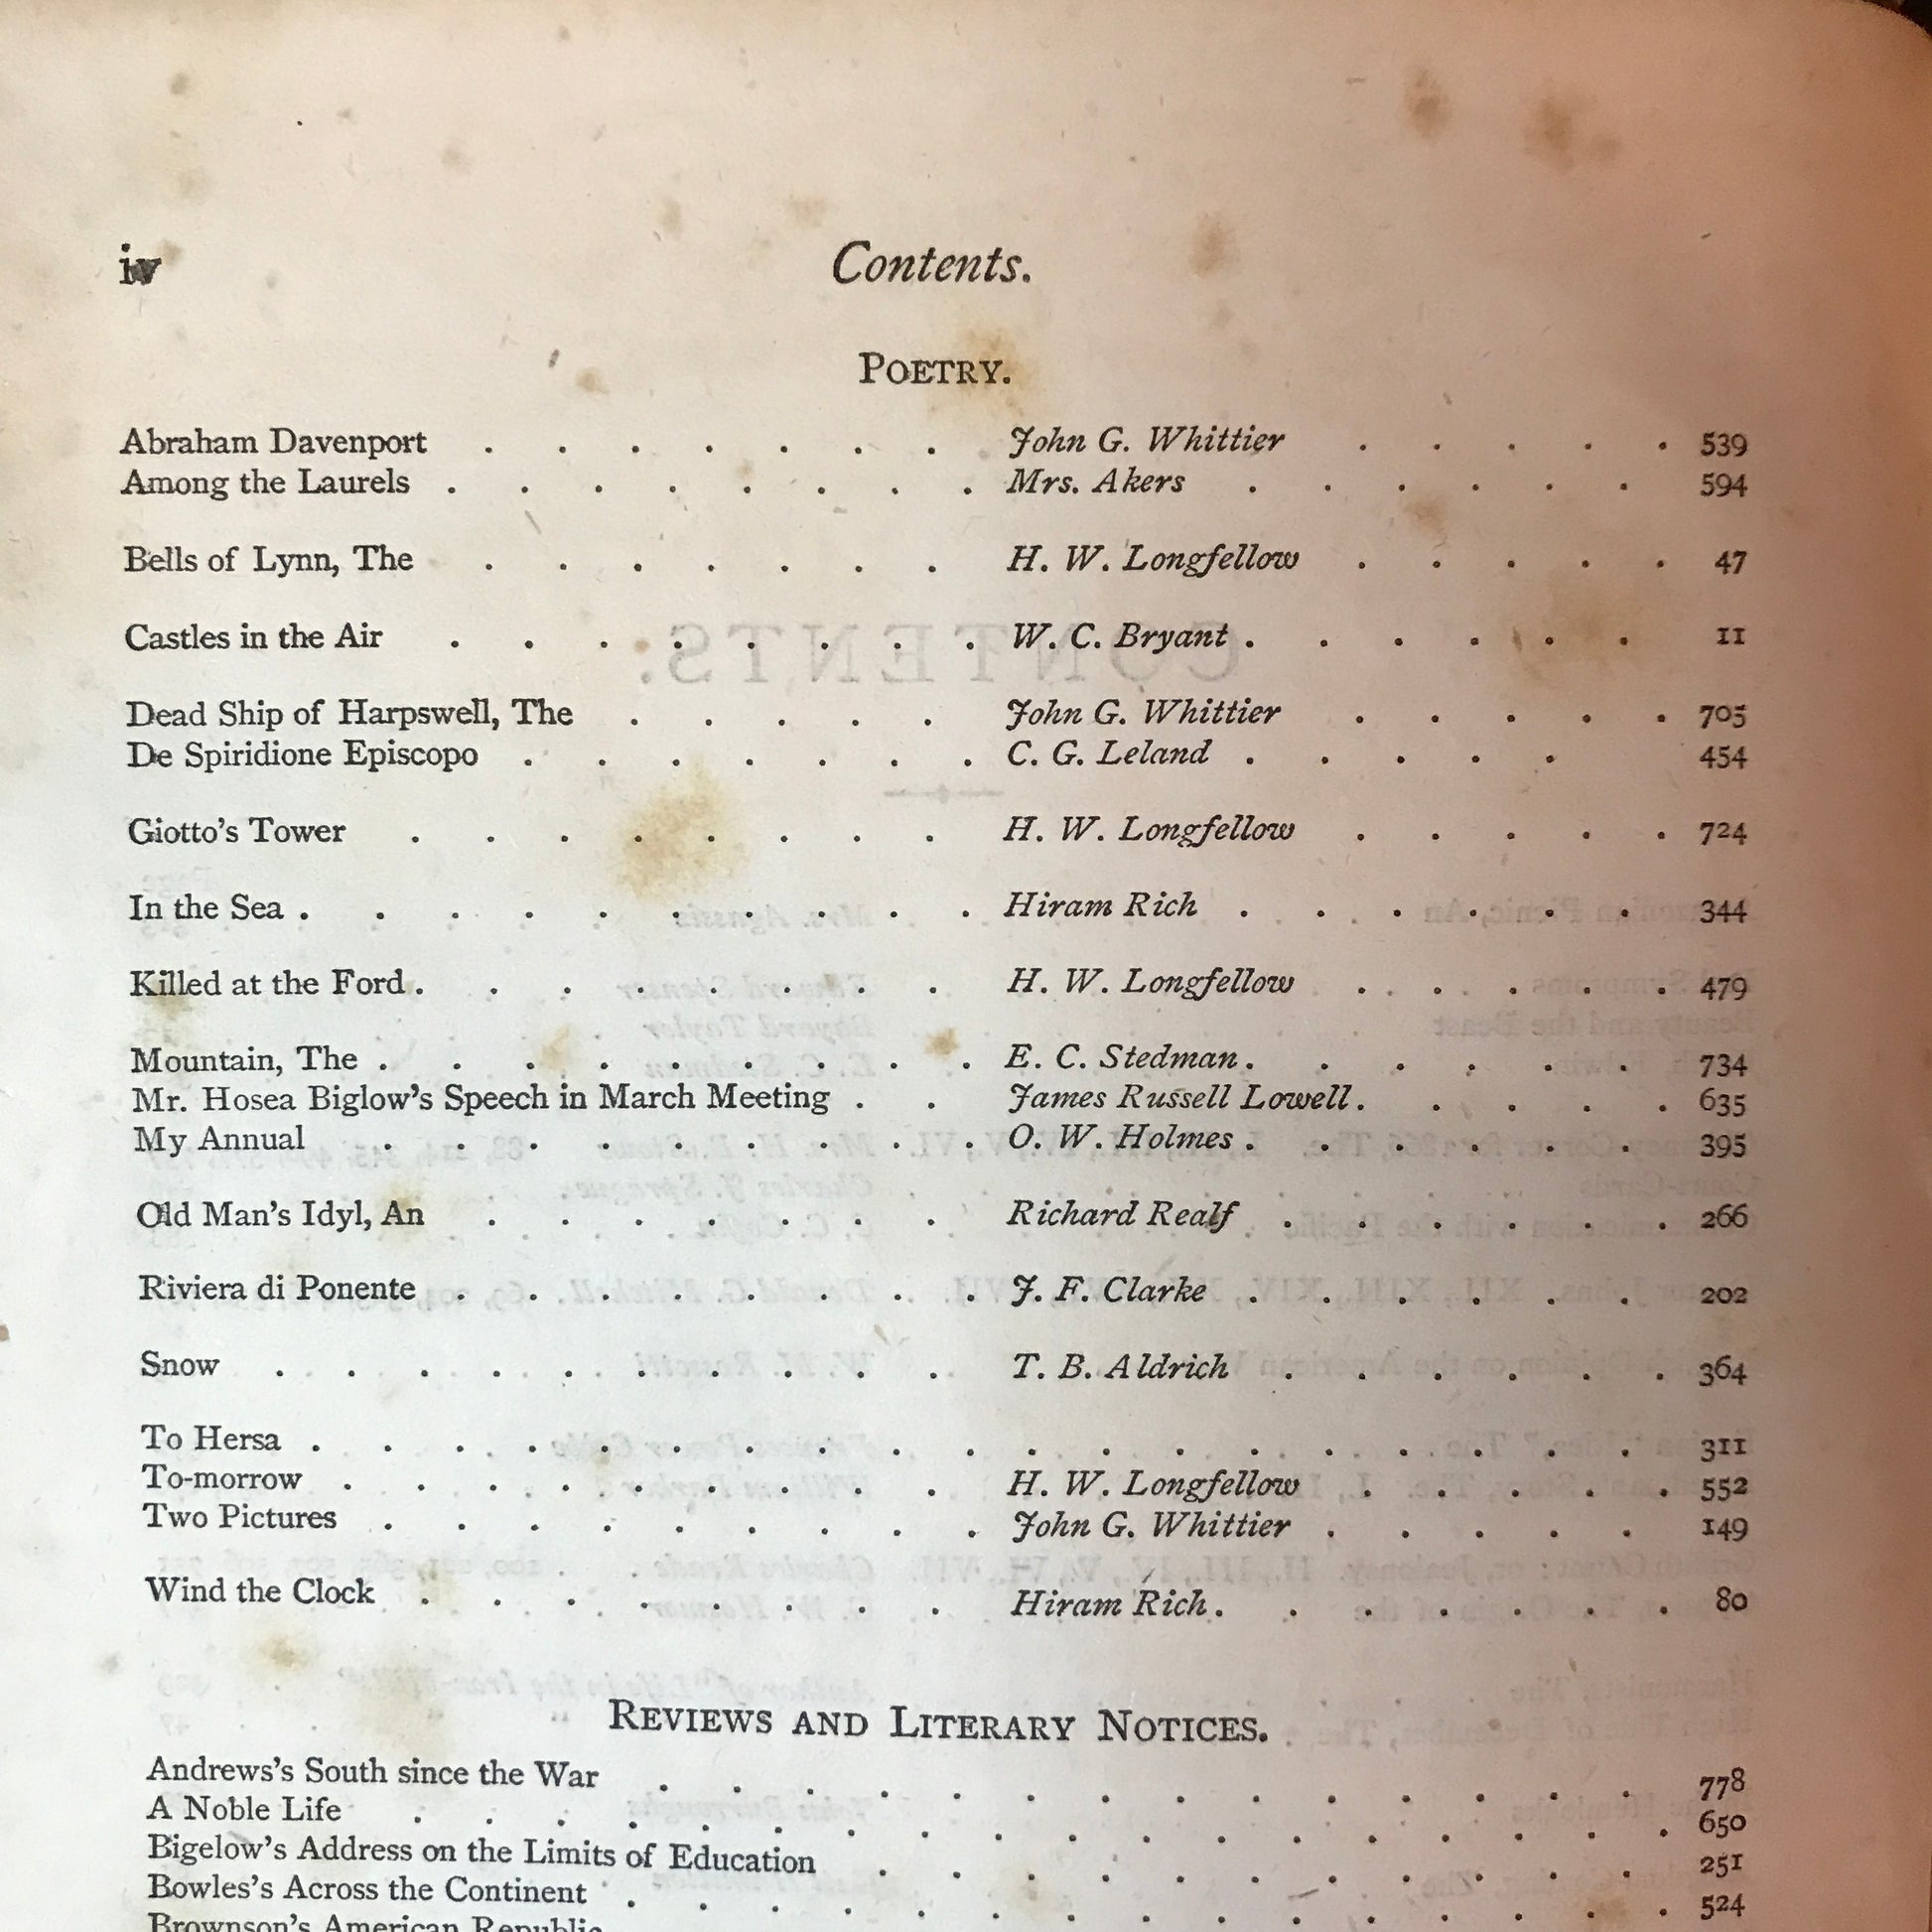 iv Contents.
POETRY.
Abraham Davenport . . . . . . . John G. Whittier . . . . . 539
Among the Laurels . . . . . . . . Mrs. Akers . . . . . . 594
Bells of Lynn, The . . . . . . . H. W. Longfellow . . . . . 47
Castles in the Air . . . . . . . . W. C. Bryant . . . . . . 11
Dead Ship of Harpswell, The . . . . . John G. Whittier . . . . . 705
De Spiridione Episcopo . . . . . . . C. G. Leland . . . . . 454
Giotto's Tower . . . . . . . . H. W. Longfellow . . . . . 724
In the Sea . . . . . . . . . . Hiram Rich . . . . . . 344
Killed at the Ford . . . . . . . . H. W. Longfellow . . . . . 479
Mountain, The . . . . . . . . . E. C. Stedman . . . . . . 734
Mr. Hosea Biglow's Speech in March Meeting . . James Russell Lowell . . . . . 635
My Annual . . . . . . . . . O. W. Holmes . . . . . . 395
Old Man's Idyl, An . . . . . . . Richard Realf . . . . . . 266
Riviera di Ponente . . . . . . . . J. F. Clarke . . . . . . 202
Snow . . . . . . . . . . T. B. Aldrich . . . . . . 364
To Hersa . . . . . . . . . . . . . . . . . . . 311
To-morrow . . . . . . . . . H. W. Longfellow . . . . . 552
Two Pictures . . . . . . . . . John G. Whittier . . . . . 149
Wind the Clock . . . . . . . . Hiram Rich . . . . . . . 80
REVIEWS AND LITERARY NOTICES.
Andrews's South since the War . . . . . . . . . . . . . . 778
A Noble Life . . . . . . . . . . . . . . . . . . 650
Bigelow's Address on the Limits of Education . . . . . . . . . . . 251
Bowles's Across the Continent . . . . . . . . . . . . . . . 524
Brownson's American Republic